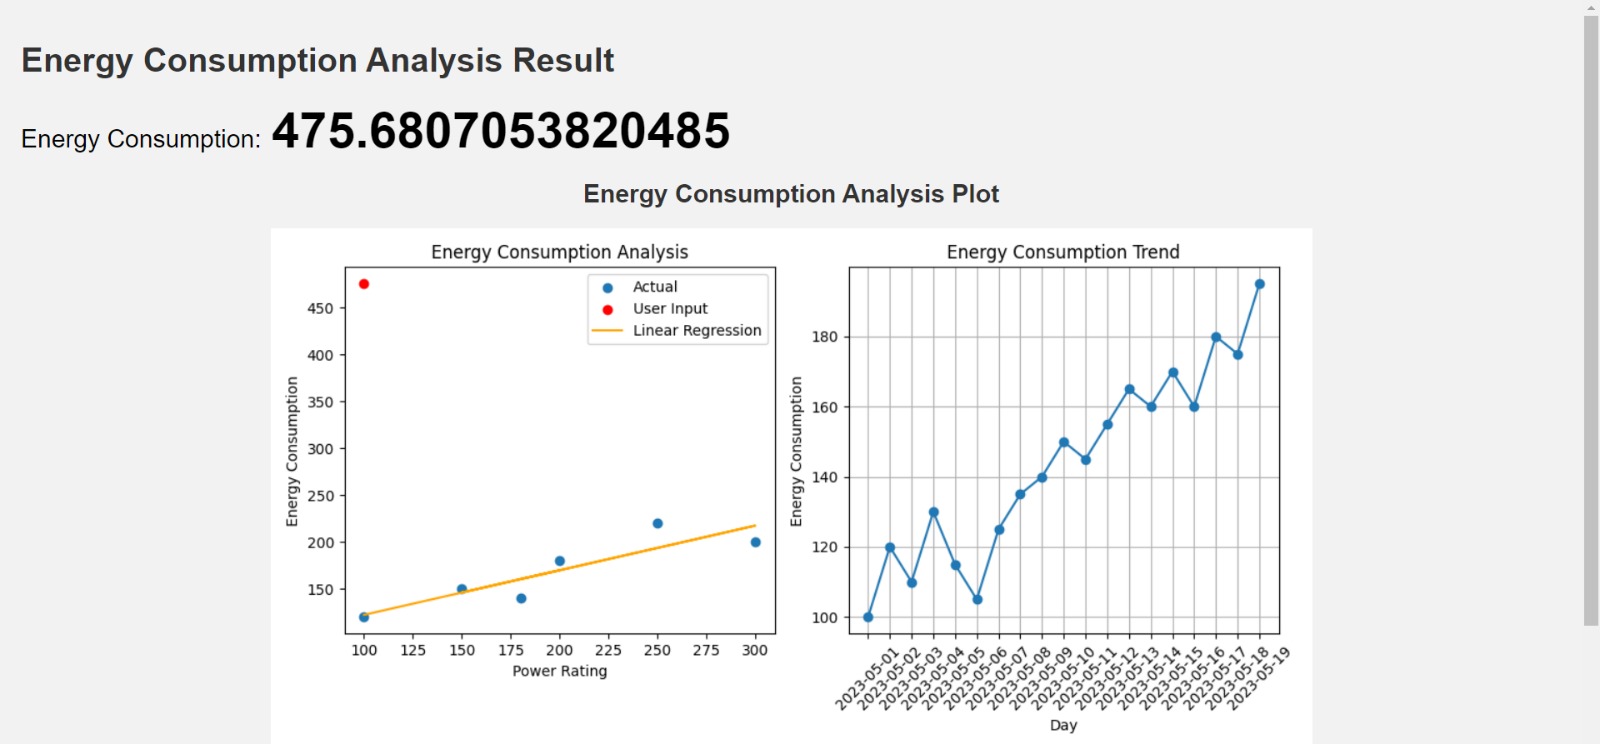 Energy Consumption Analysis Result
Energy Consumption: 475.6807053820485
Energy Consumption Analysis Plot
Energy Consumption Analysis
Actual
User Input
Linear Regression
450
400
350
300
250
200
150
Energy Consumption
100 125 150 175 200 225 250 275 300
Power Rating
Energy Consumption Trend
180
160
140
120
100
Energy Consumption
2023-05-01
2023-05-02
2023-05-03
2023-05-04
2023-05-05
2023-05-06
2023-05-07
2023-05-08
2023-05-09
2023-05-10
2023-05-11
2023-05-12
2023-05-13
2023-05-14
2023-05-15
2023-05-16
2023-05-17
2023-05-18
2023-05-19
Day